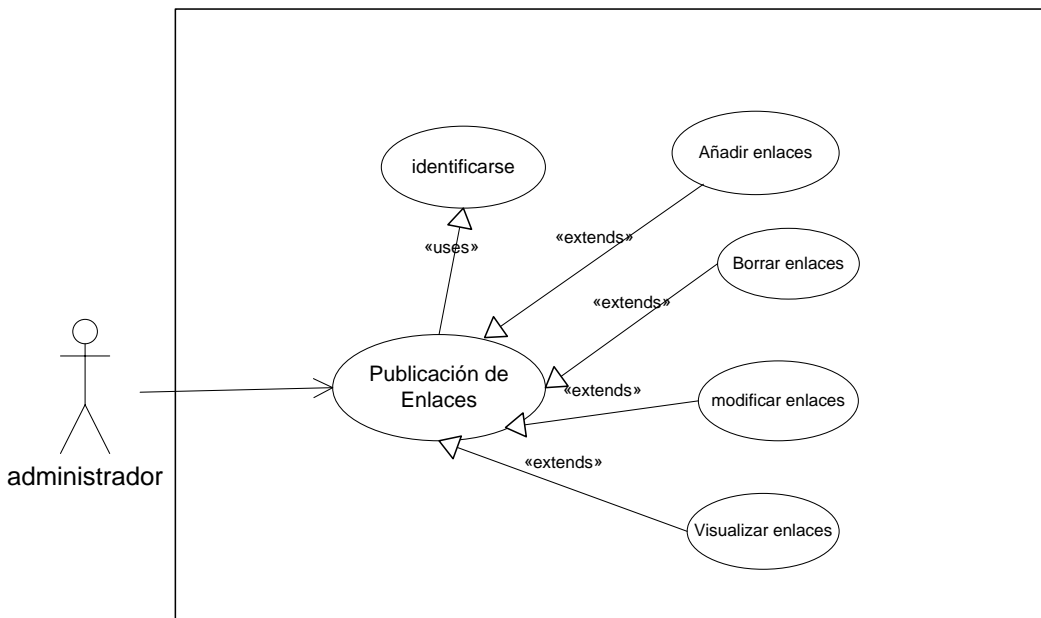 identificarse
Añadir enlaces
«uses»
«extends»
Borrar enlaces
«extends»
Publicación de
Enlaces
«extends»
modificar enlaces
administrador
«extends»
Visualizar enlaces